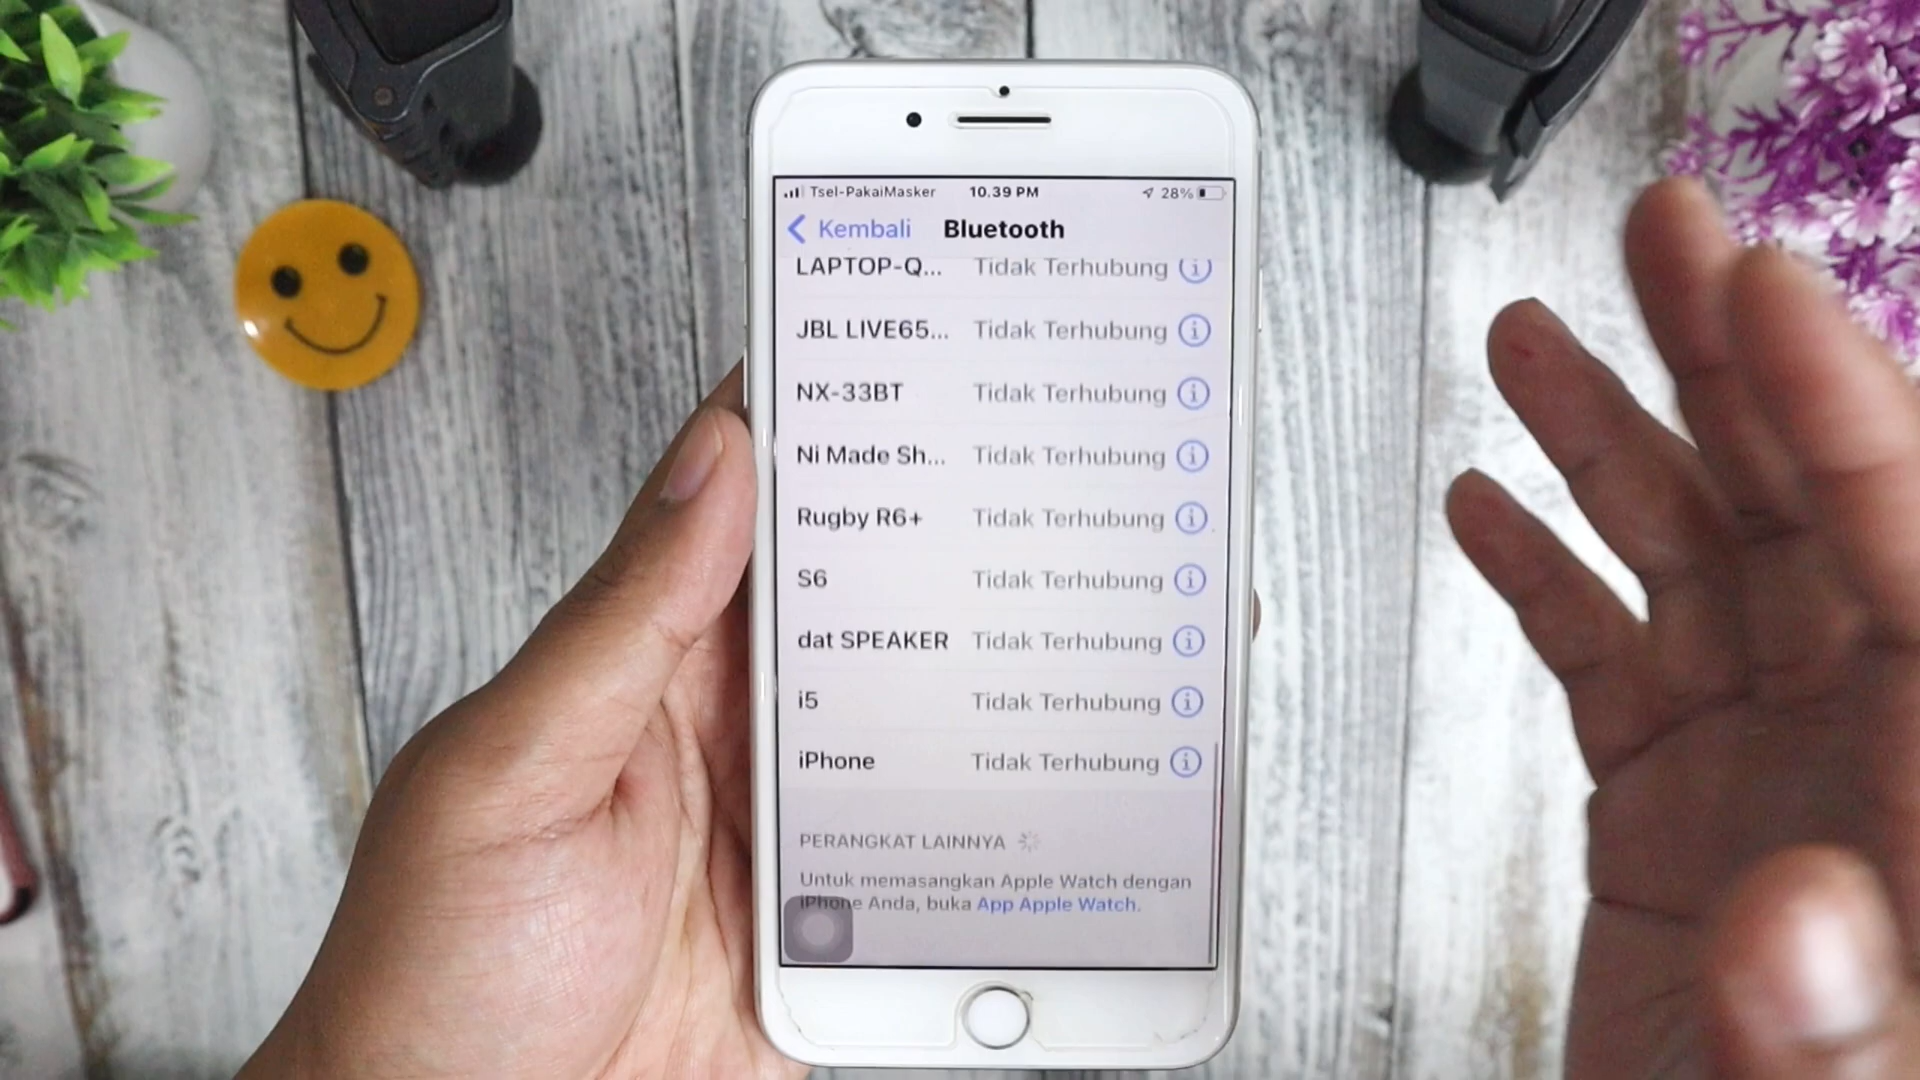 Tsel-PakaiMasker 10.39 PM 28%
Kembali Bluetooth
LAPTOP-Q... Tidak Terhubung
JBL LIVE65... Tidak Terhubung
NX-33BT Tidak Terhubung
Ni Made Sh... Tidak Terhubung
Rugby R6+ Tidak Terhubung
S6 Tidak Terhubung
dat SPEAKER Tidak Terhubung
i5 Tidak Terhubung
iPhone Tidak Terhubung
PERANGKAT LAINNYA
Untuk memasangkan Apple Watch dengan
iPhone Anda, buka App Apple Watch.